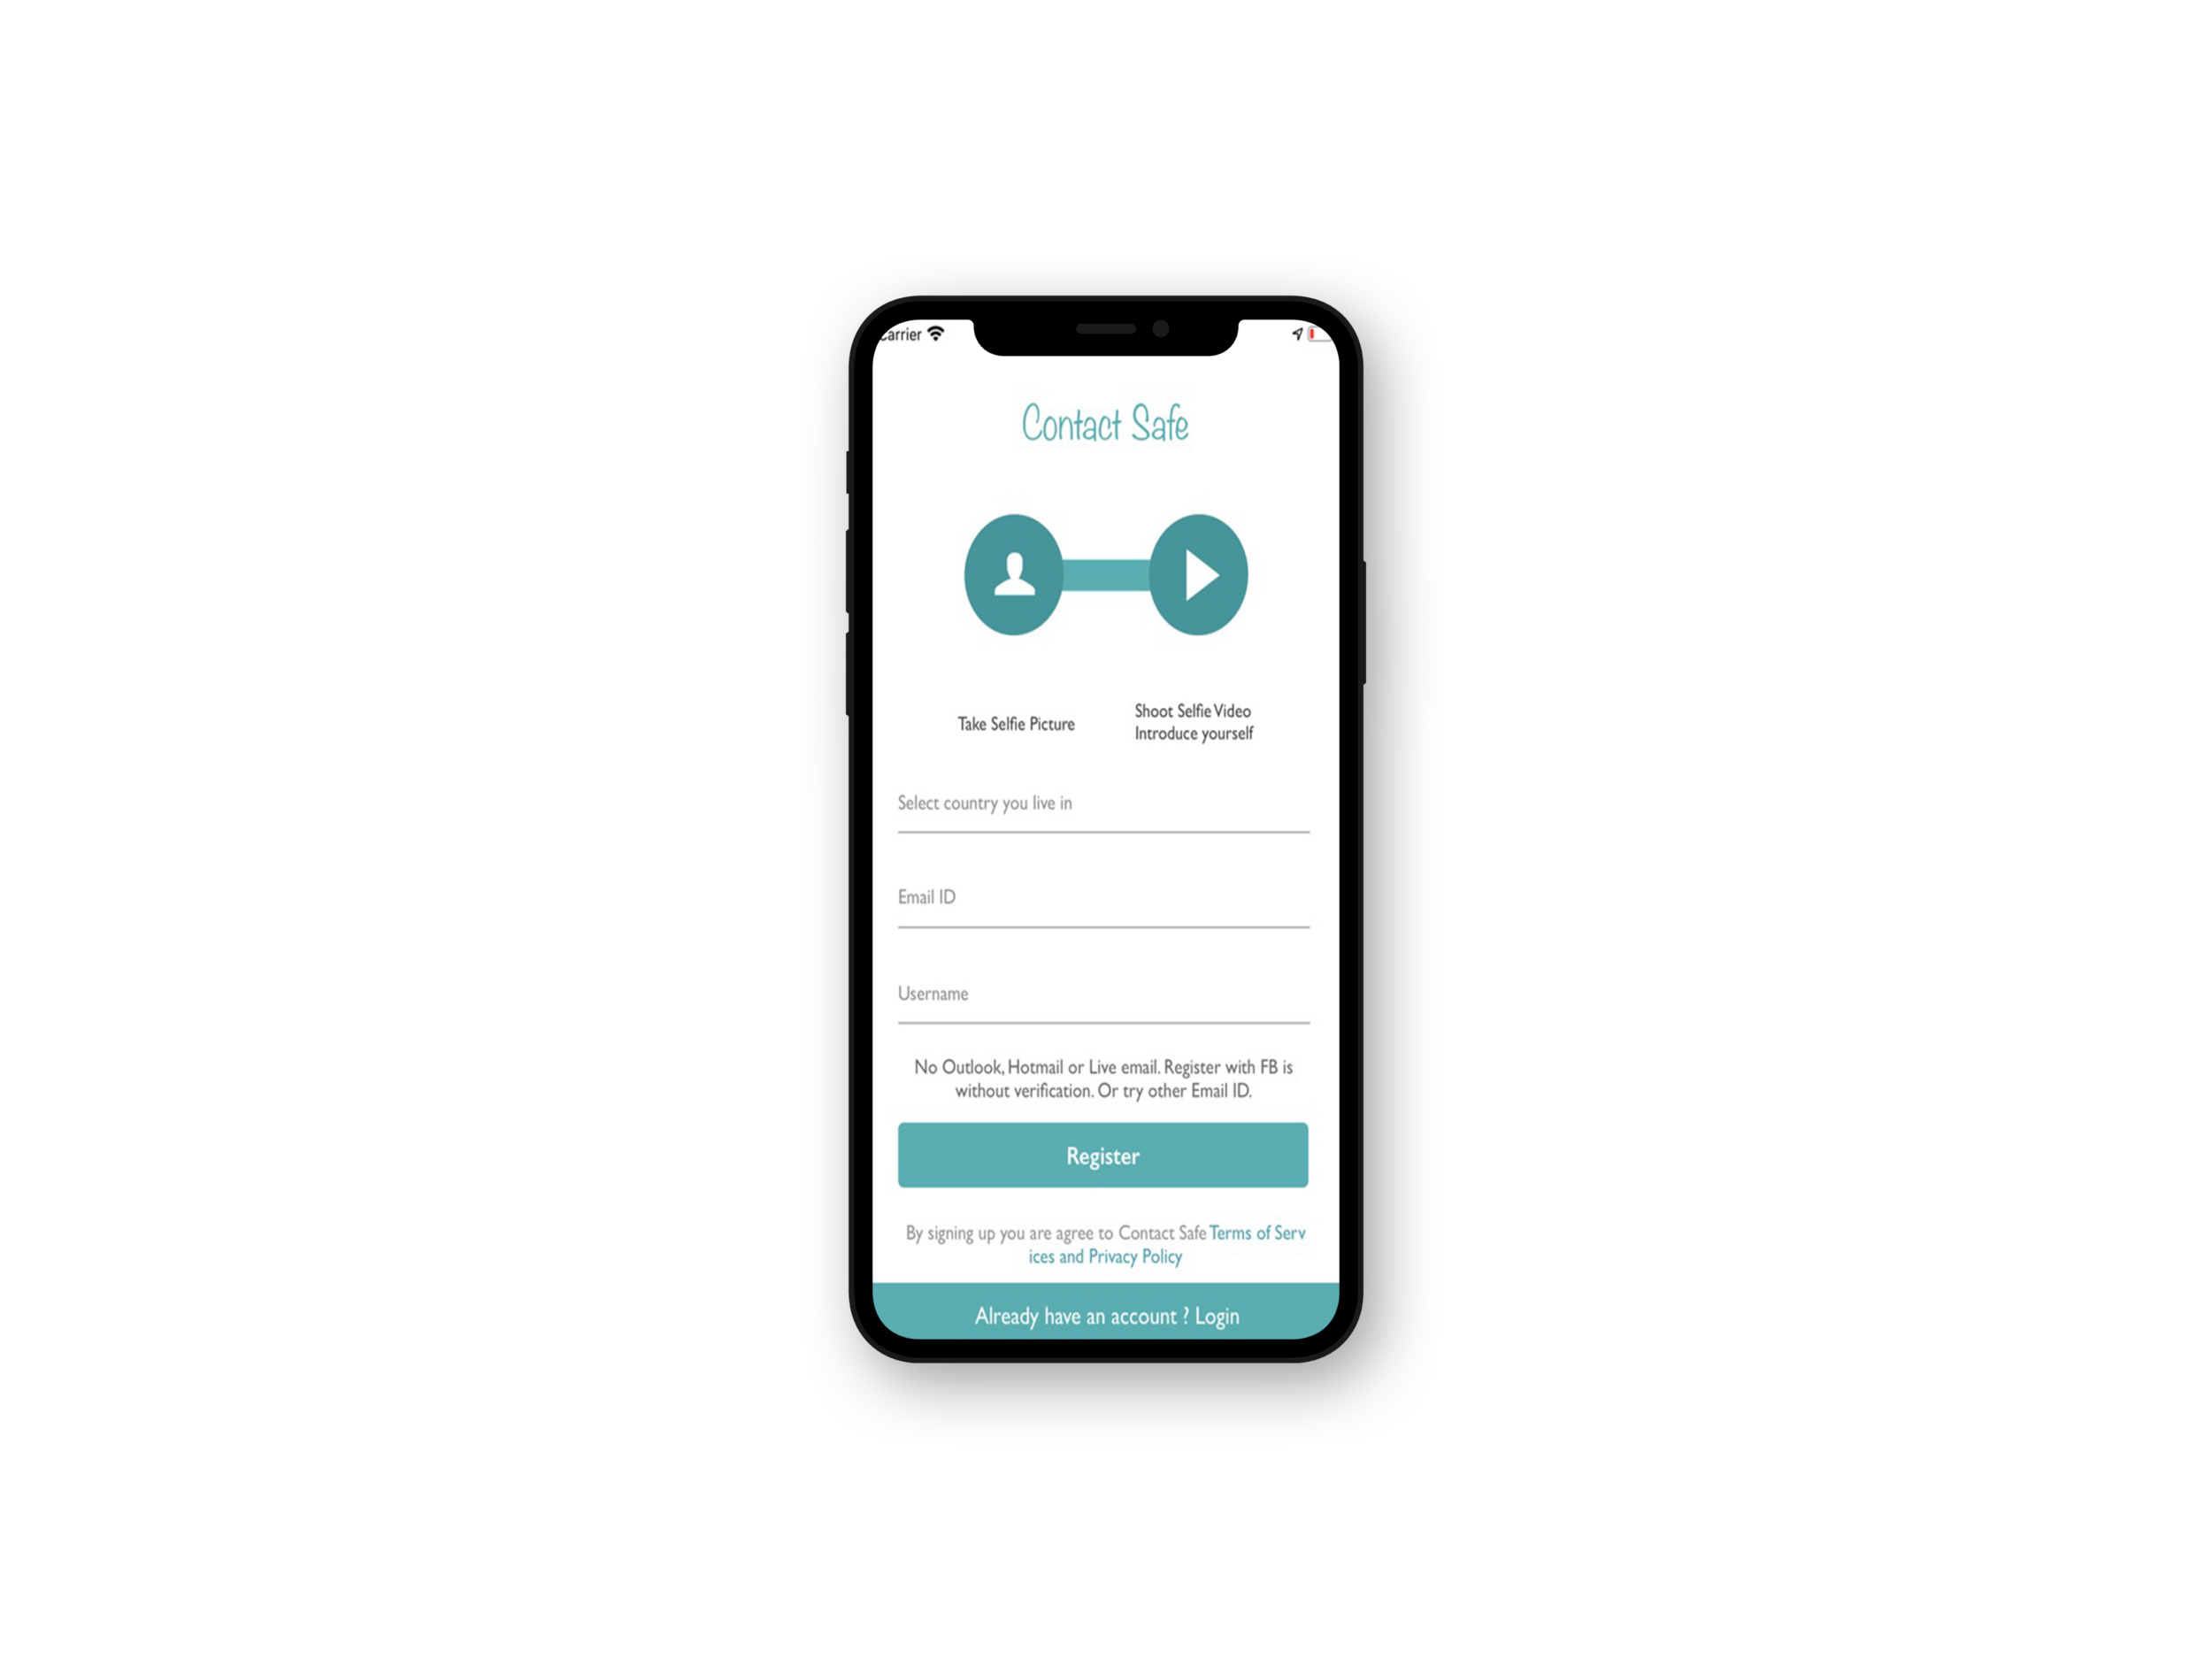 Contact Safe
Take Selfie Picture
Shoot Selfie Video
Introduce yourself
Select country you live in
Email ID
Username
No Outlook, Hotmail or Live email. Register with FB is
without verification. Or try other Email ID.
Register
By signing up you are agree to Contact Safe Terms of Serv
ices and Privacy Policy
Already have an account ? Login